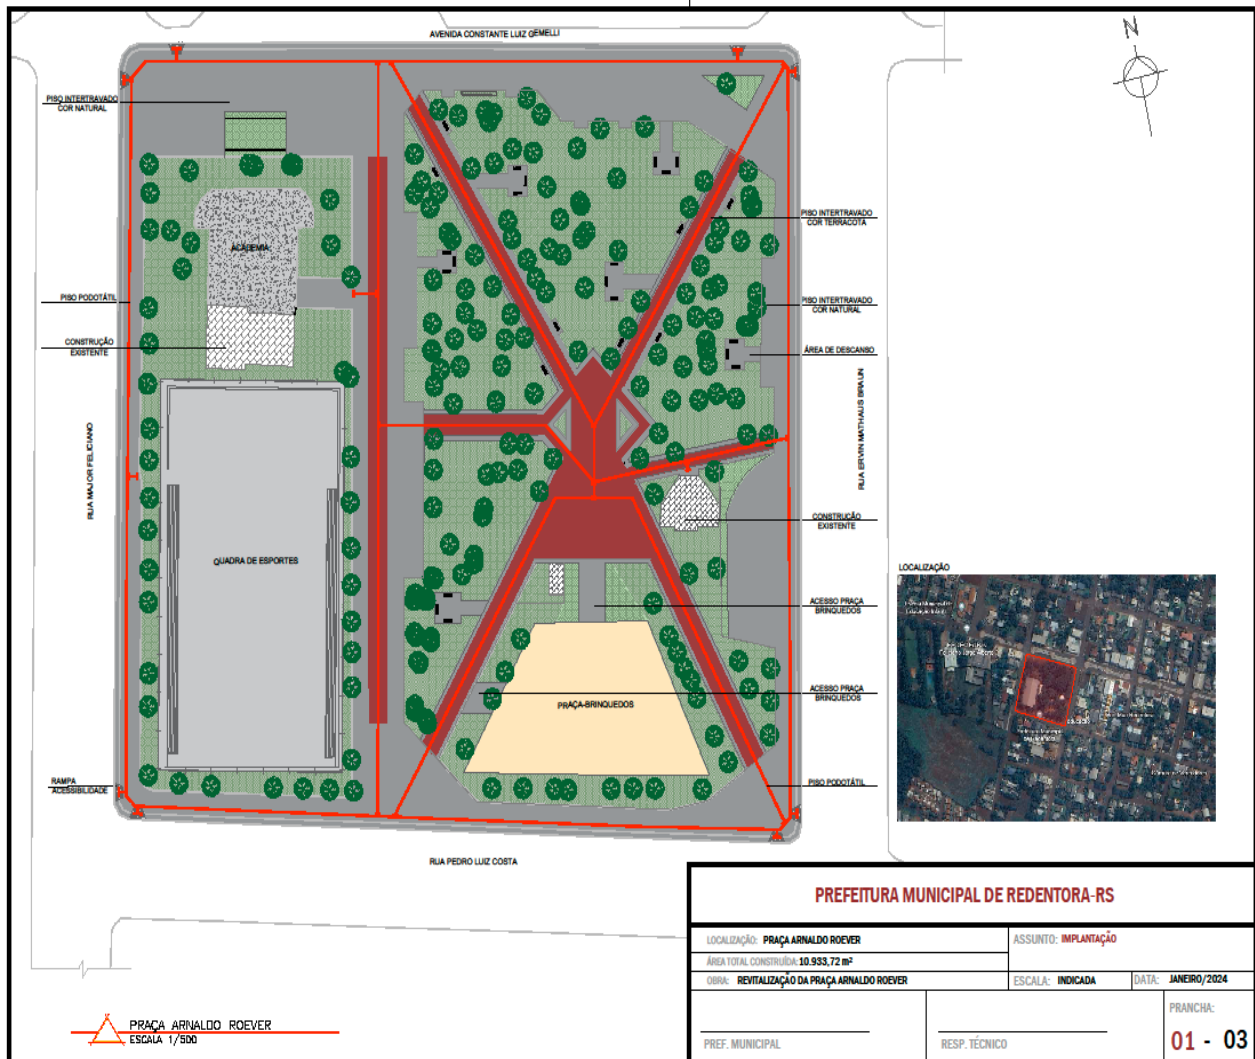 AVENIDA CONSTANTE LUIZ GEMELLI
N
PISO INTERTRAVADO
COR NATURAL
ACADEMIA
PISO INTERTRAVADO
COR TERRACOTA
PISO PODOTÁTIL
PISO INTERTRAVADO
COR NATURAL
CONSTRUÇÃO
EXISTENTE
ÁREA DE DESCANSO
RUA MAJOR FELICIANO
RUA ERVIN MATHAUS BRAUN
CONSTRUÇÃO
EXISTENTE
QUADRA DE ESPORTES
LOCALIZAÇÃO
ACESSO PRAÇA
BRINQUEDOS
ACESSO PRAÇA
BRINQUEDOS
PRAÇA-BRINQUEDOS
RAMPA
ACESSIBILIDADE
PISO PODOTÁTIL
RUA PEDRO LUIZ COSTA
PREFEITURA MUNICIPAL DE REDENTORA-RS
LOCALIZAÇÃO: PRAÇA ARNALDO ROEVER
ASSUNTO: IMPLANTAÇÃO
ÁREA TOTAL CONSTRUÍDA: 10.933,72 m²
OBRA: REVITALIZAÇÃO DA PRAÇA ARNALDO ROEVER
ESCALA: INDICADA
DATA: JANEIRO/2024
PREF. MUNICIPAL
RESP. TÉCNICO
PRANCHA:
01 - 03
PRAÇA ARNALDO ROEVER
ESCALA 1/500